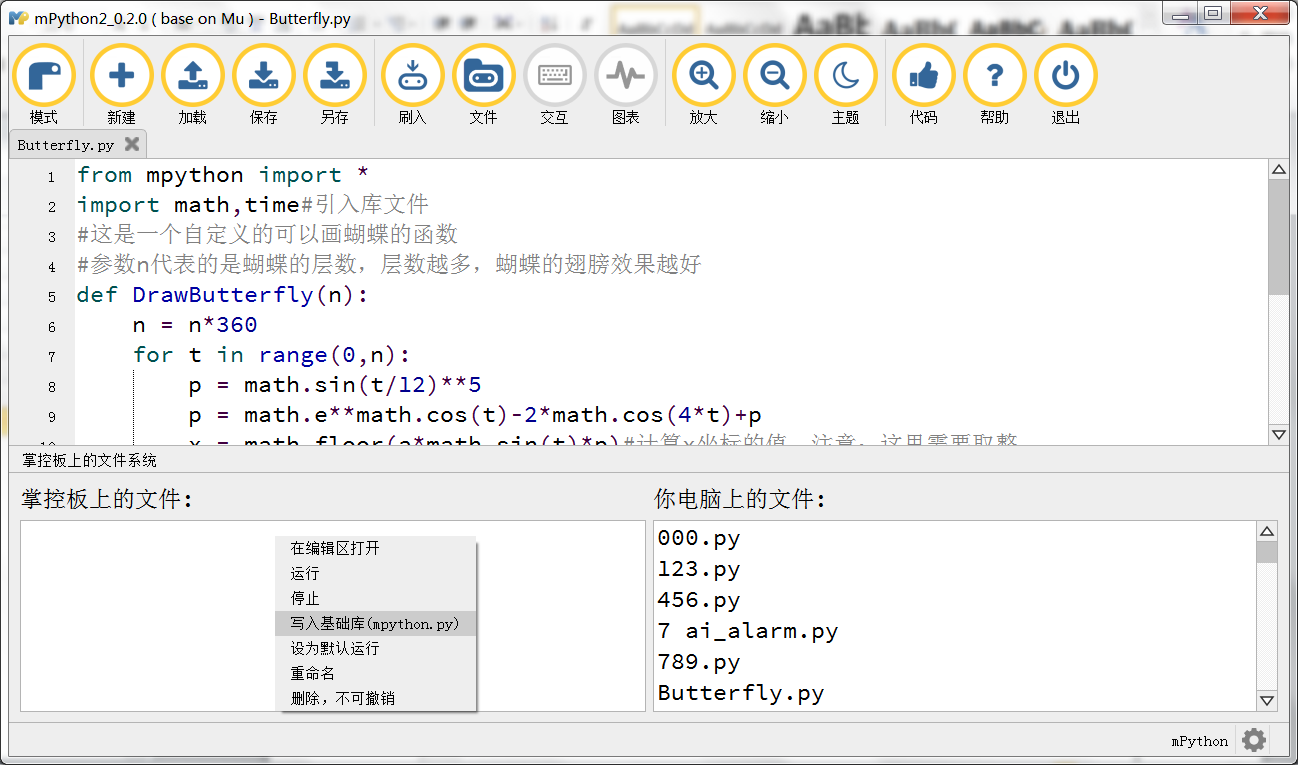 mPython2_0.2.0 ( base on Mu ) - Butterfly.py
模式 新建 加载 保存 另存 刷入 文件 交互 图表 放大 缩小 主题 代码 帮助 退出
Butterfly.py
1 from mpython import *
2 import math,time#引入库文件
3 #这是一个自定义的可以画蝴蝶的函数
4 #参数n代表的是蝴蝶的层数，层数越多，蝴蝶的翅膀效果越好
5 def DrawButterfly(n):
6 n = n*360
7 for t in range(0,n):
8 p = math.sin(t/12)**5
9 p = math.e**math.cos(t)-2*math.cos(4*t)+p
10 x = math.floor(a*math.sin(t)*p)#计算x坐标的值，注意：这里需要取整
掌控板上的文件系统
掌控板上的文件：
在编辑区打开
运行
停止
写入基础库(mpython.py)
设为默认运行
重命名
删除，不可撤销
你电脑上的文件：
000.py
123.py
456.py
7 ai_alarm.py
789.py
Butterfly.py
mPython